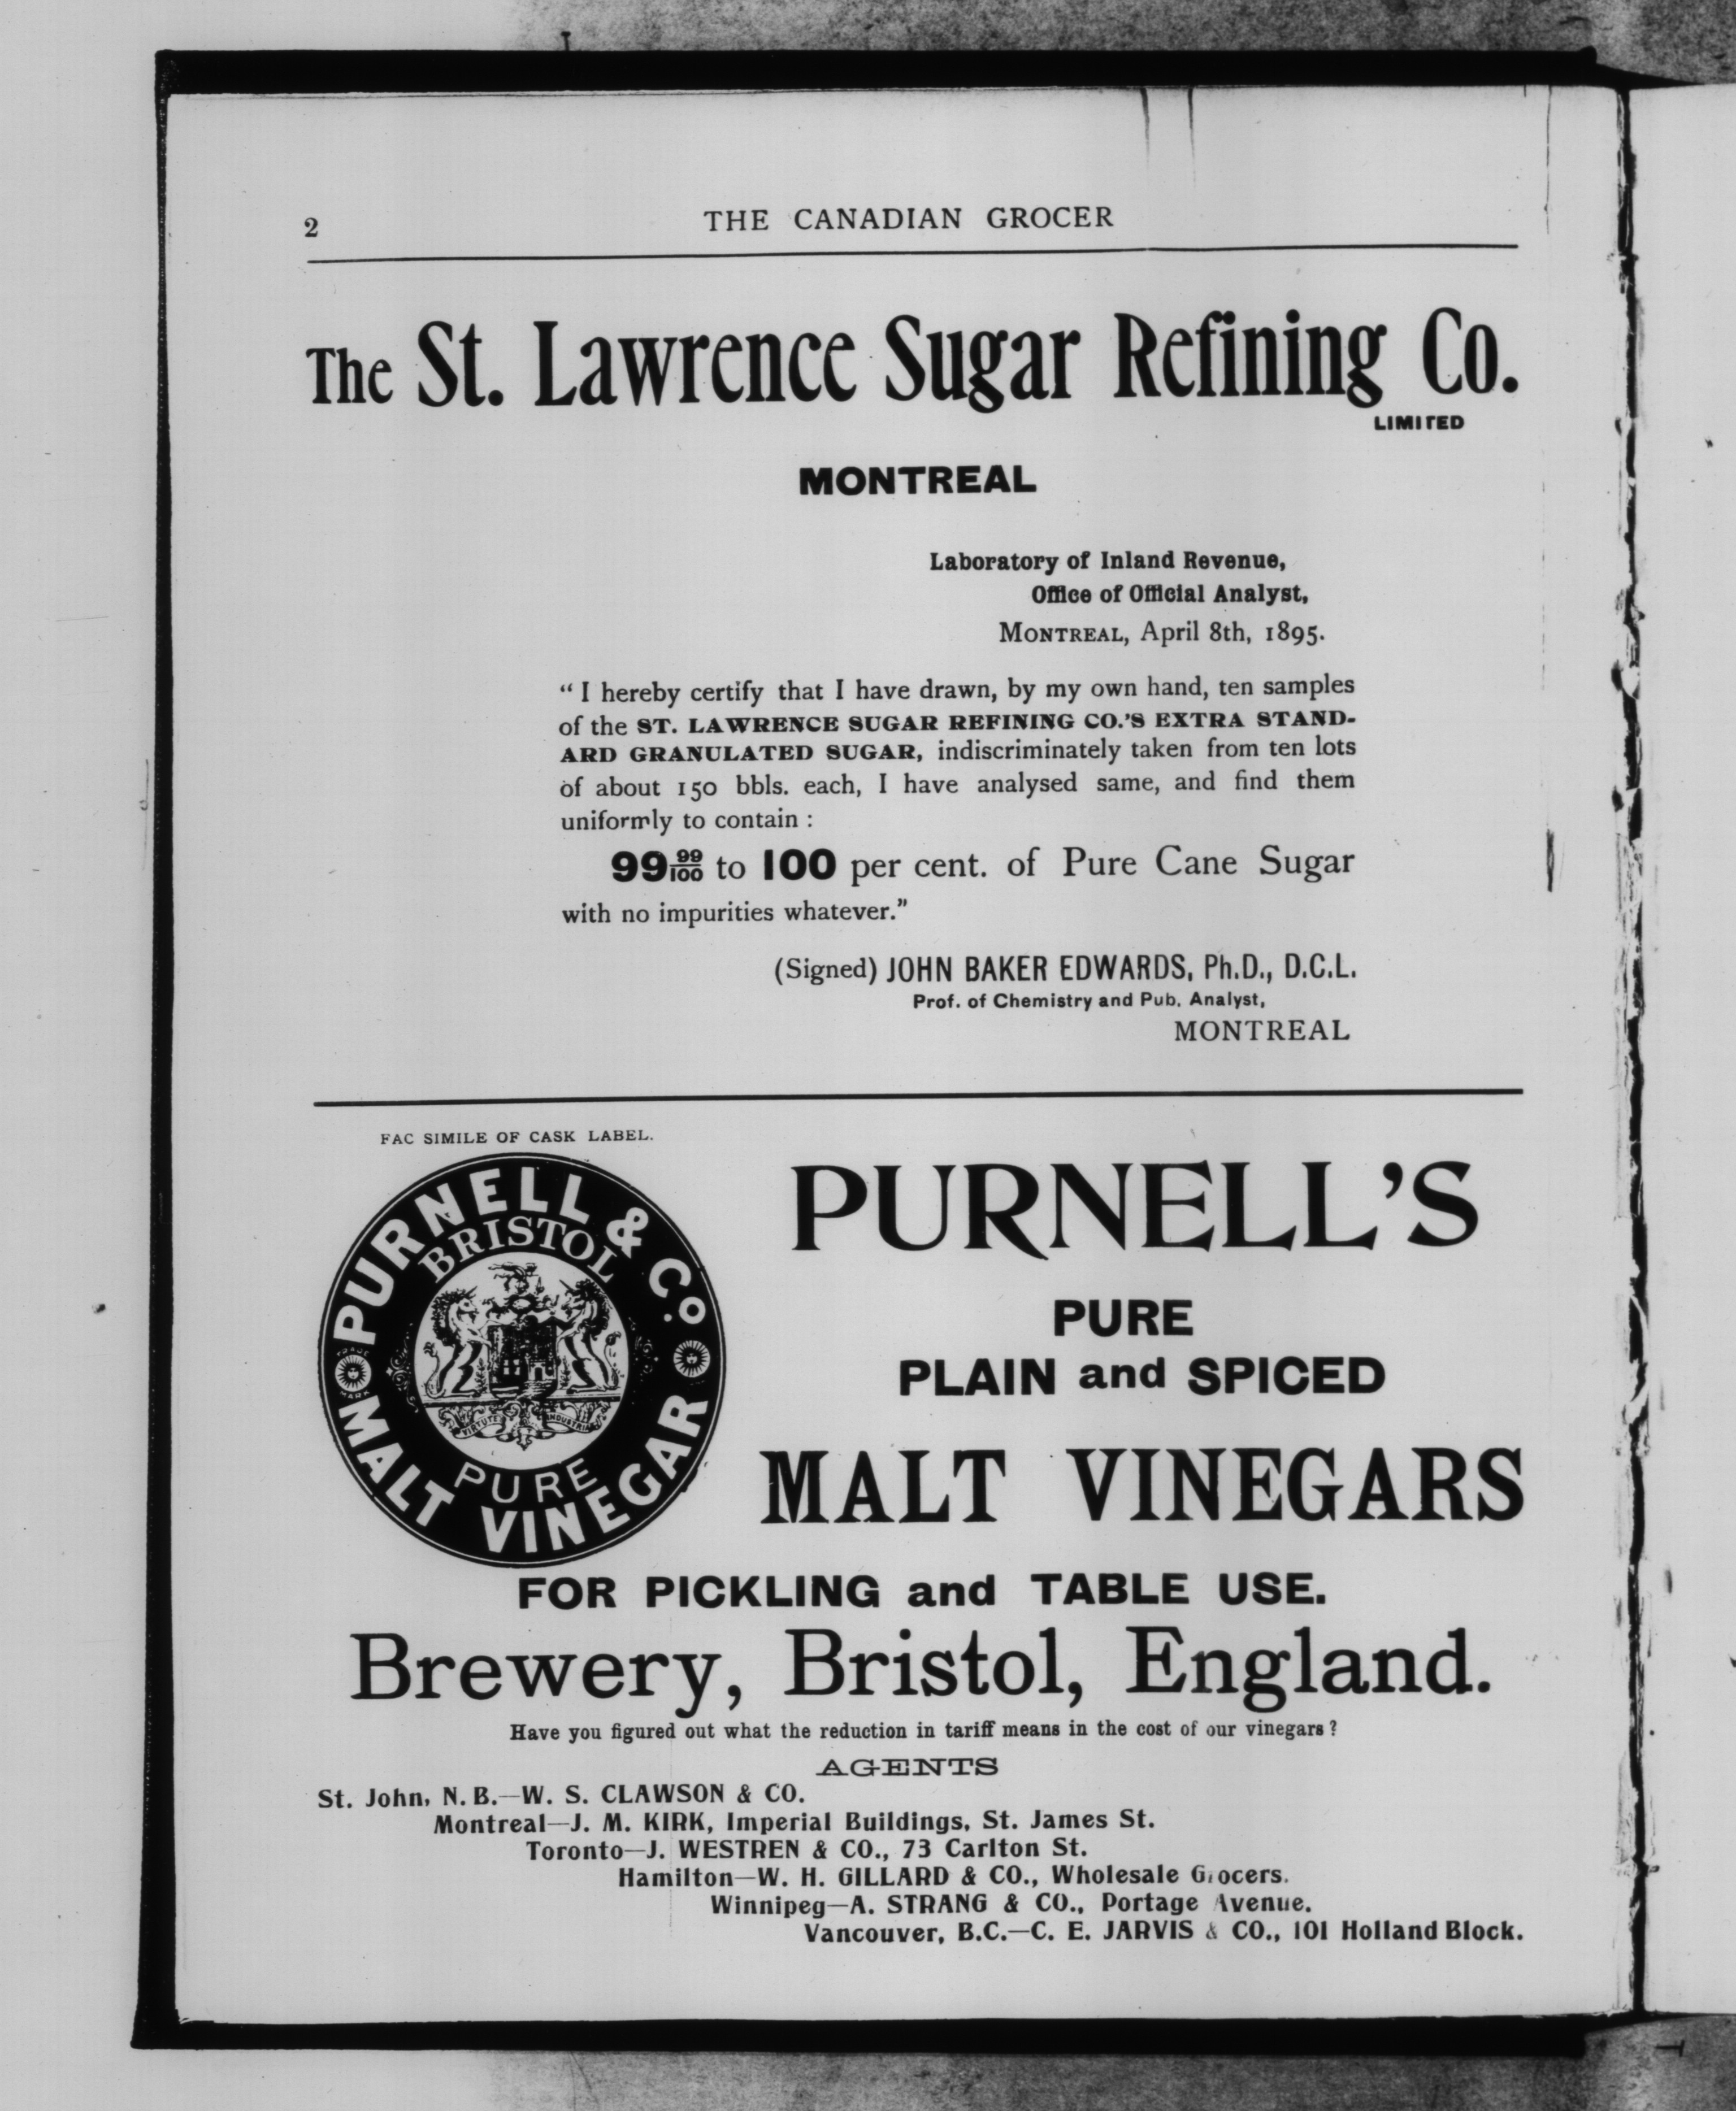 2
THE CANADIAN GROCER
The St. Lawrence Sugar Refining Co.
LIMITED
MONTREAL
Laboratory of Inland Revenue,
Office of Official Analyst,
MONTREAL, April 8th, 1895.
“ I hereby certify that I have drawn, by my own hand, ten samples
of the ST. LAWRENCE SUGAR REFINING CO.'S EXTRA STAND-
ARD GRANULATED SUGAR, indiscriminately taken from ten lots
of about 150 bbls. each, I have analysed same, and find them
uniformly to contain :
99 99/100 to 100 per cent. of Pure Cane Sugar
with no impurities whatever.”
(Signed) JOHN BAKER EDWARDS, Ph.D., D.C.L.
Prof. of Chemistry and Pub. Analyst,
MONTREAL
FAC SIMILE OF CASK LABEL.
PURNELL & Co.
BRISTOL
TRADE
MARK
VIRTUTE INDUSTRIA
PURE
MALT VINEGAR
PURNELL'S
PURE
PLAIN and SPICED
MALT VINEGARS
FOR PICKLING and TABLE USE.
Brewery, Bristol, England.
Have you figured out what the reduction in tariff means in the cost of our vinegars ?
AGENTS
St. John, N. B.—W. S. CLAWSON & CO.
Montreal—J. M. KIRK, Imperial Buildings, St. James St.
Toronto—J. WESTREN & CO., 73 Carlton St.
Hamilton—W. H. GILLARD & CO., Wholesale Grocers.
Winnipeg—A. STRANG & CO., Portage Avenue.
Vancouver, B.C.—C. E. JARVIS & CO., 101 Holland Block.